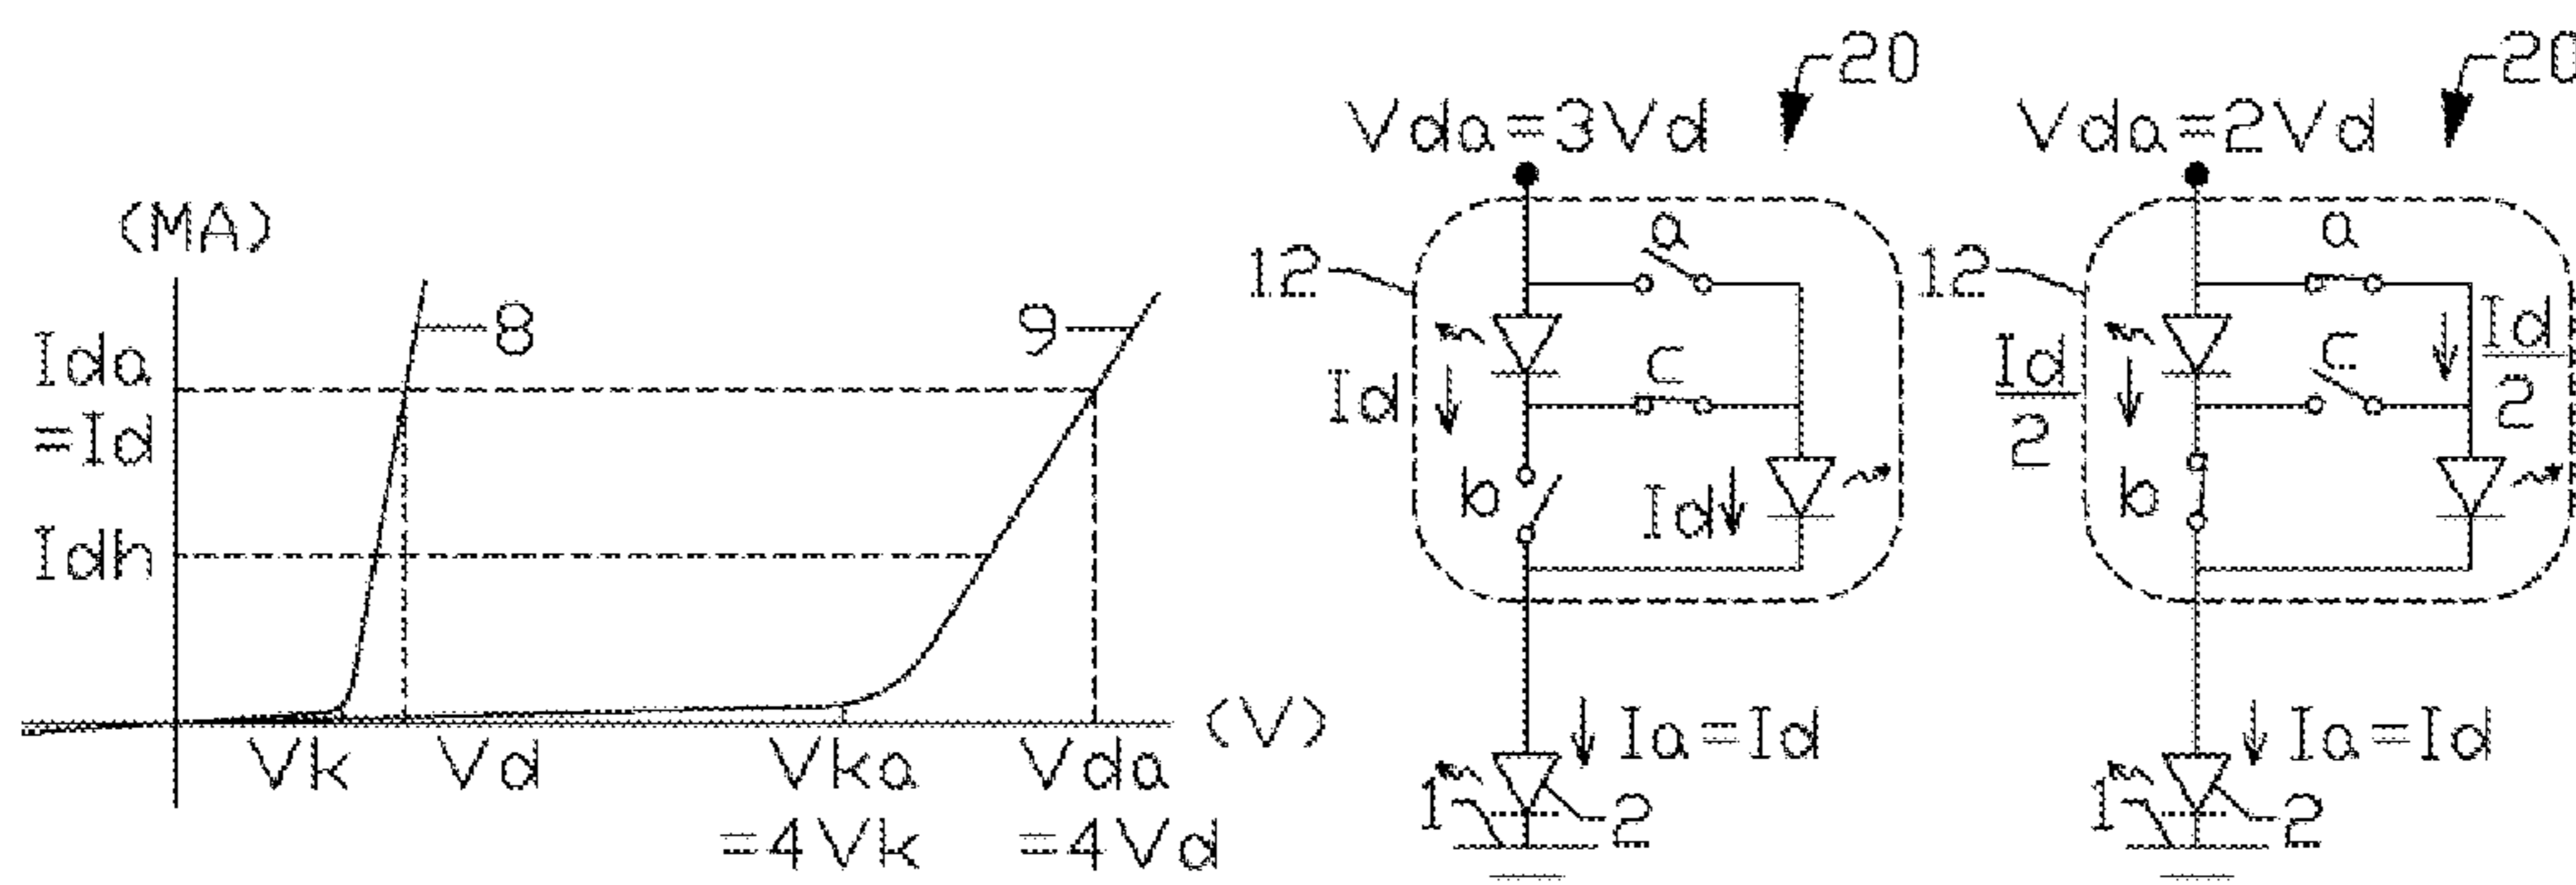 (MA)
Ida
=Id
Idh
8
9
Vk
Vd
Vka
=4Vk
Vda
=4Vd
(V)
20
Vda=3Vd
12
a
c
b
Id
Id
Ia=Id
1
2
20
Vda=2Vd
12
a
c
b
Id
2
Id
2
Ia=Id
1
2